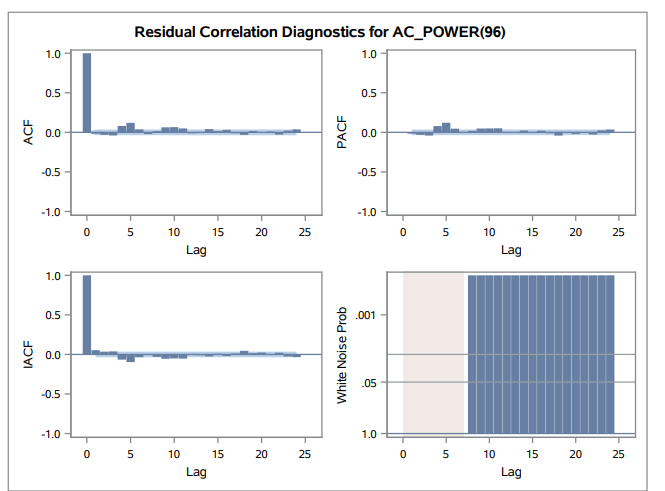 Residual Correlation Diagnostics for AC_POWER(96)
1.0
0.5
0.0
-0.5
-1.0
ACF
0 5 10 15 20 25
Lag
1.0
0.5
0.0
-0.5
-1.0
PACF
0 5 10 15 20 25
Lag
1.0
0.5
0.0
-0.5
-1.0
IACF
0 5 10 15 20 25
Lag
.001
.05
1.0
White Noise Prob
0 5 10 15 20 25
Lag